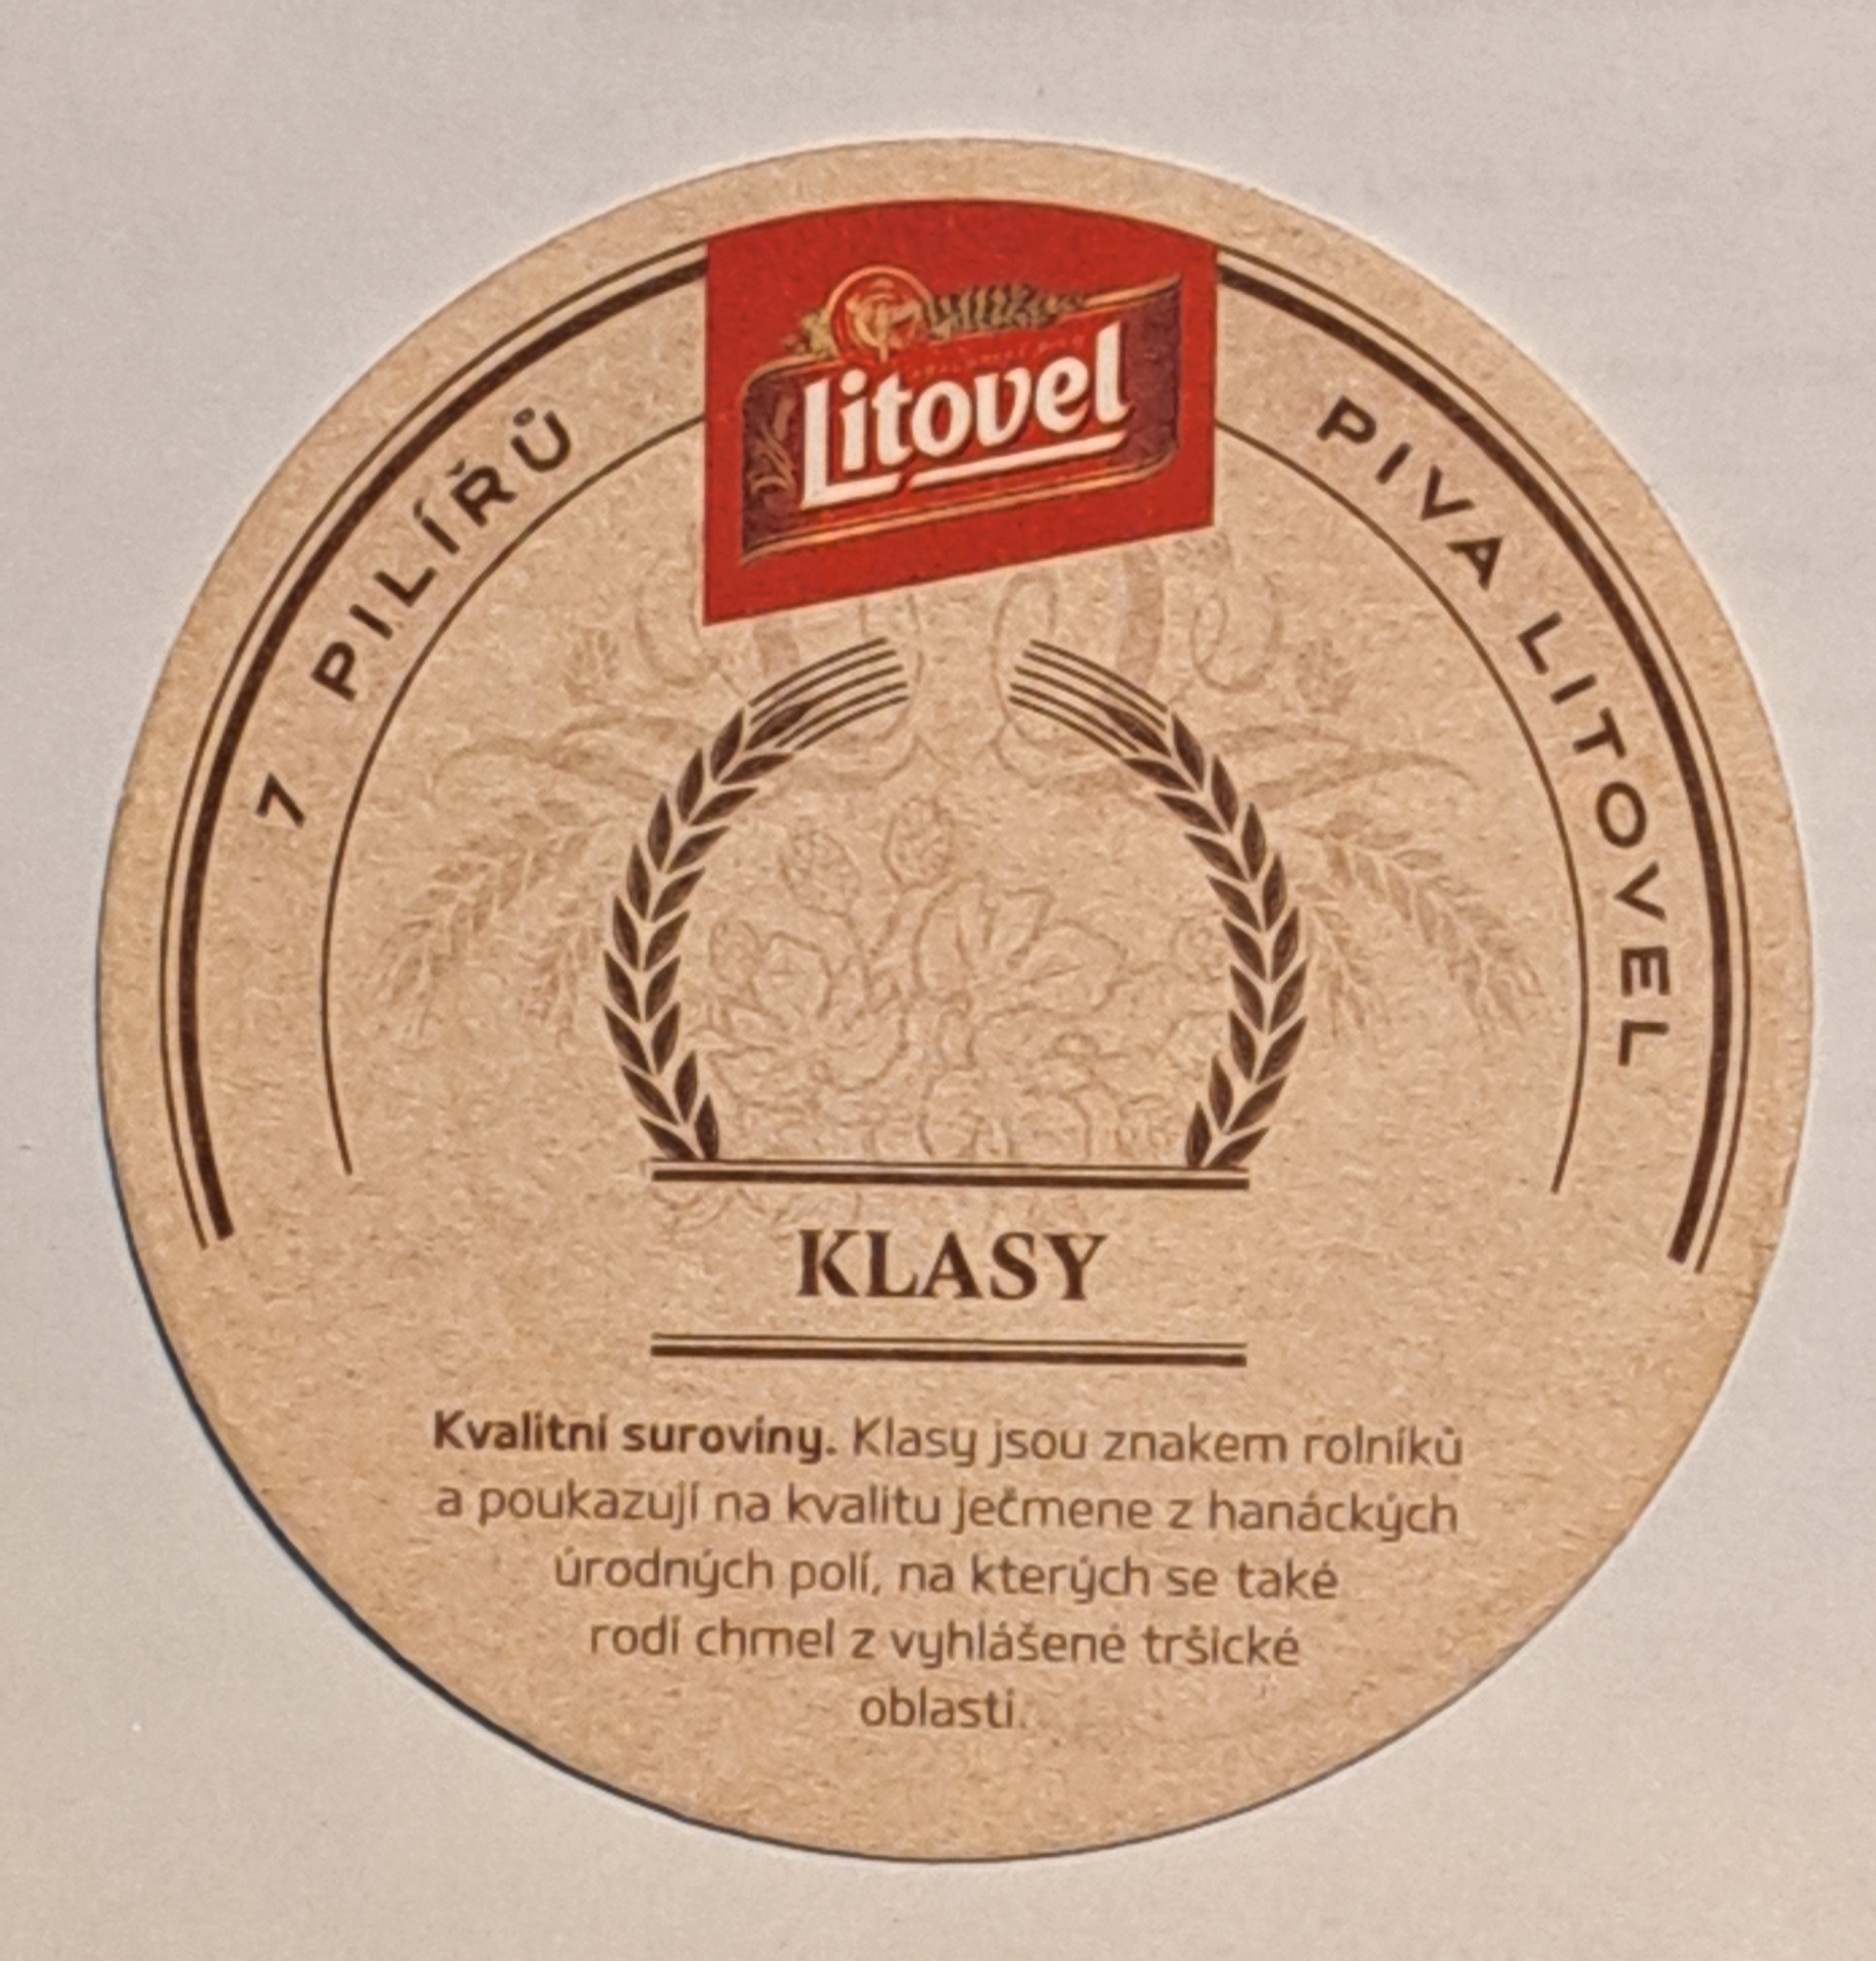 Litovel
7 PILÍŘŮ
PIVA LITOVEL
KLASY
Kvalitní suroviny. Klasy jsou znakem rolníků
a poukazují na kvalitu ječmene z hanáckých
úrodných polí, na kterých se také
rodí chmel z vyhlášené tršické
oblasti.